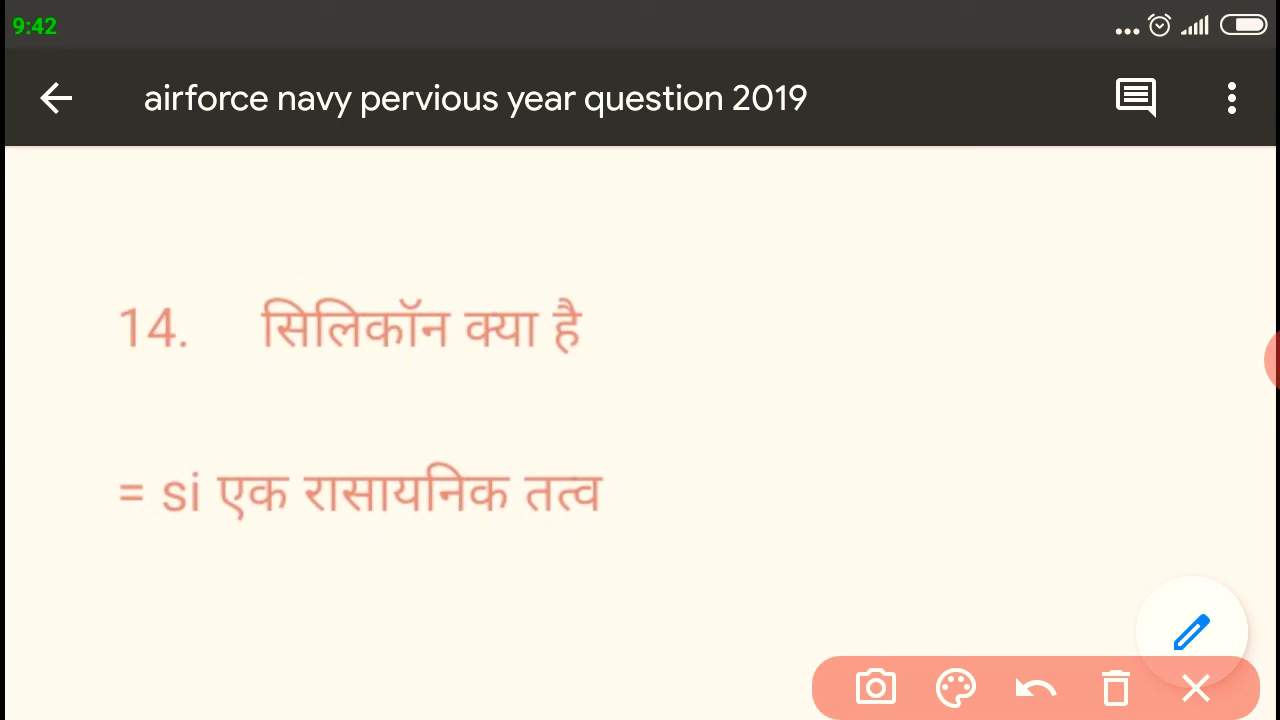 9:42
airforce navy pervious year question 2019
14. सिलिकॉन क्या है
= si एक रासायनिक तत्व